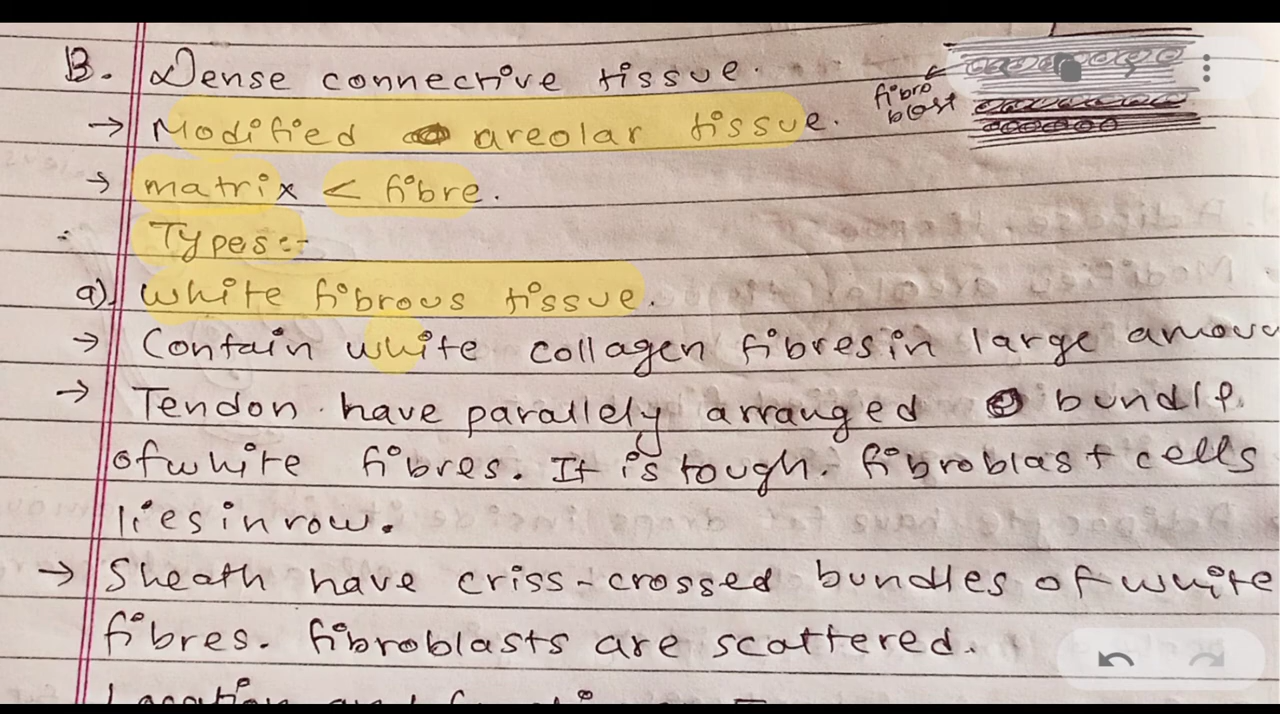 B. Dense connective tissue.
fibro
blast
→ Modified areolar tissue.
→ matrix < fibre.
Types:-
a) White fibrous tissue.
→ Contain white collagen fibres in large
→ Tendon have parallely arranged bundle
of white fibres. It is tough. fibroblast cells
lies in row.
→ Sheath have criss-crossed bundles of white
fibres. fibroblasts are scattered.